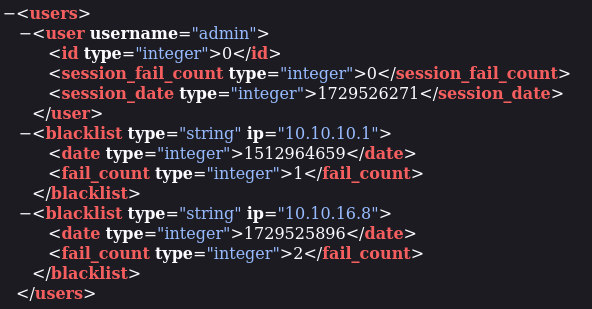 −<users>
−<user username="admin">
<id type="integer">0</id>
<session_fail_count type="integer">0</session_fail_count>
<session_date type="integer">1729526271</session_date>
</user>
−<blacklist type="string" ip="10.10.10.1">
<date type="integer">1512964659</date>
<fail_count type="integer">1</fail_count>
</blacklist>
−<blacklist type="string" ip="10.10.16.8">
<date type="integer">1729525896</date>
<fail_count type="integer">2</fail_count>
</blacklist>
</users>